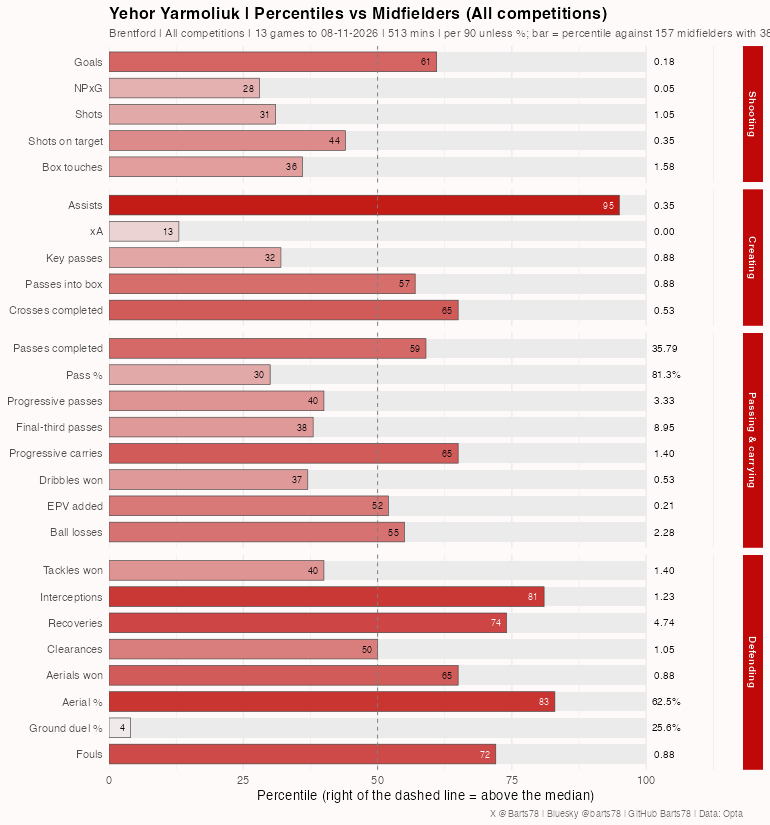 Yehor Yarmoliuk | Percentiles vs Midfielders (All competitions)
Brentford | All competitions | 13 games to 08-11-2026 | 513 mins | per 90 unless %; bar = percentile against 157 midfielders with 38
Goals 61 0.18
NPxG 28 0.05
Shots 31 1.05
Shots on target 44 0.35
Box touches 36 1.58
Shooting
Assists 95 0.35
xA 13 0.00
Key passes 32 0.88
Passes into box 57 0.88
Crosses completed 65 0.53
Creating
Passes completed 59 35.79
Pass % 30 81.3%
Progressive passes 40 3.33
Final-third passes 38 8.95
Progressive carries 65 1.40
Dribbles won 37 0.53
EPV added 52 0.21
Ball losses 55 2.28
Passing & carrying
Tackles won 40 1.40
Interceptions 81 1.23
Recoveries 74 4.74
Clearances 50 1.05
Aerials won 65 0.88
Aerial % 83 62.5%
Ground duel % 4 25.6%
Fouls 72 0.88
Defending
0 25 50 75 100
Percentile (right of the dashed line = above the median)
X @Barts78 | Bluesky @barts78 | GitHub Barts78 | Data: Opta